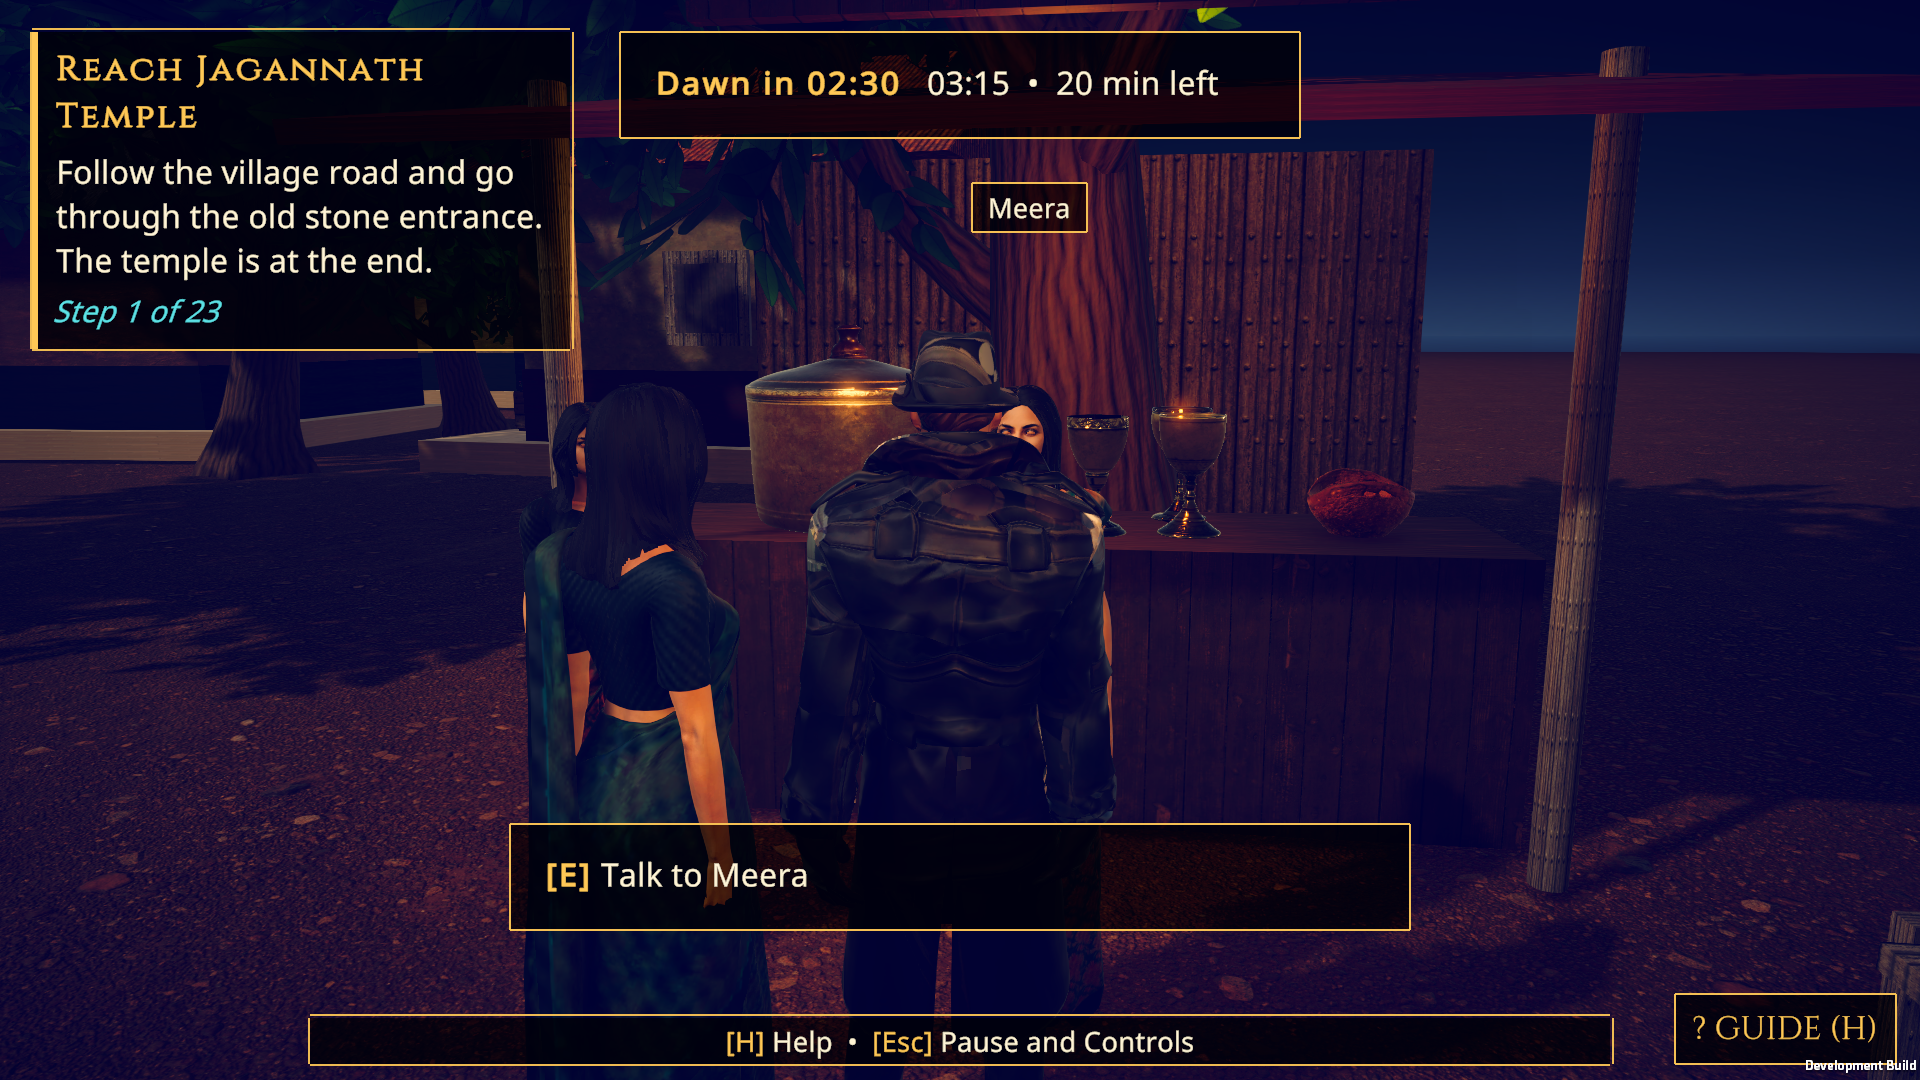 REACH JAGANNATH
TEMPLE
Follow the village road and go
through the old stone entrance.
The temple is at the end.
Step 1 of 23
Dawn in 02:30 03:15 • 20 min left
Meera
[E] Talk to Meera
[H] Help • [Esc] Pause and Controls
? GUIDE (H)
Development Build